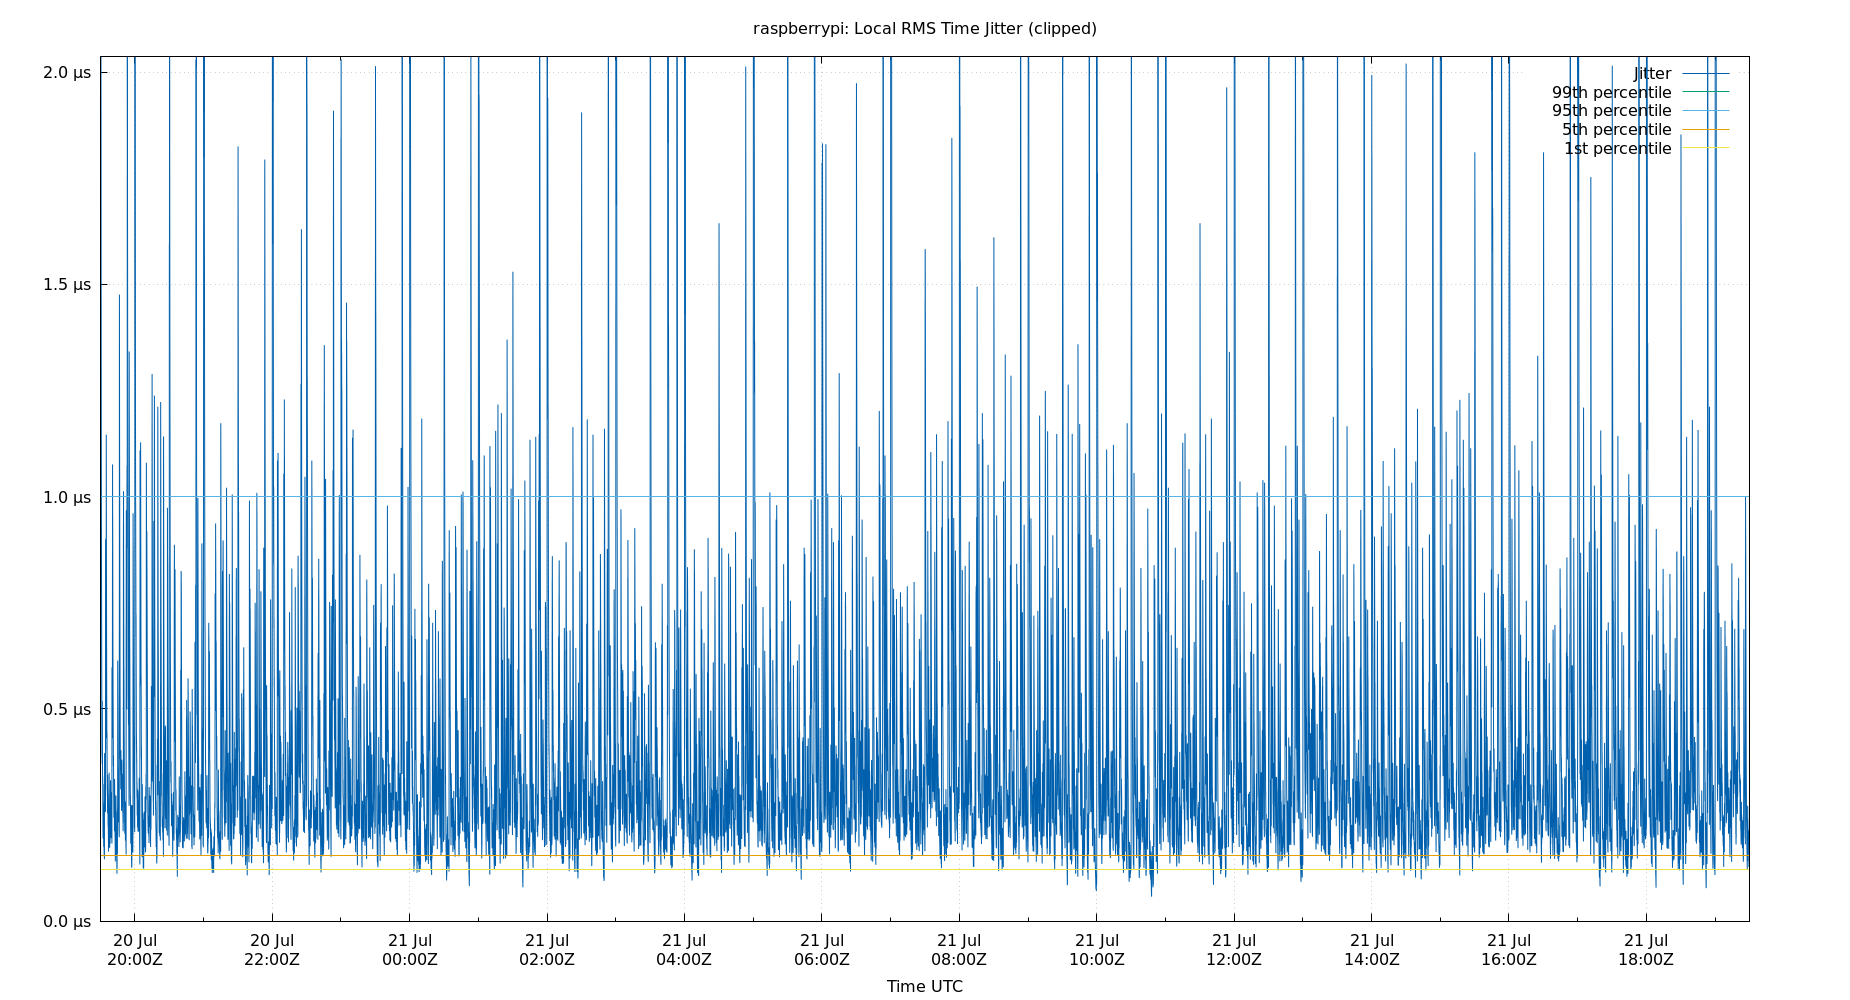 raspberrypi: Local RMS Time Jitter (clipped)
2.0 µs
1.5 µs
1.0 µs
0.5 µs
0.0 µs
Jitter
99th percentile
95th percentile
5th percentile
1st percentile
20 Jul 20 Jul 21 Jul 21 Jul 21 Jul 21 Jul 21 Jul 21 Jul 21 Jul 21 Jul 21 Jul 21 Jul
20:00Z 22:00Z 00:00Z 02:00Z 04:00Z 06:00Z 08:00Z 10:00Z 12:00Z 14:00Z 16:00Z 18:00Z
Time UTC